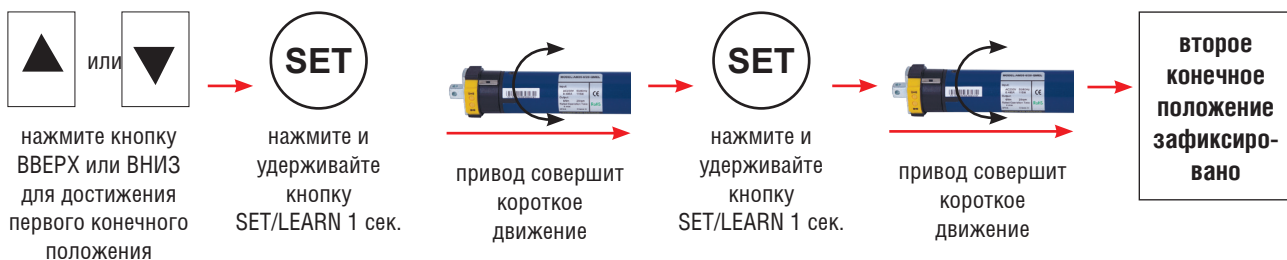 или
нажмите кнопку
ВВЕРХ или ВНИЗ
для достижения
первого конечного
положения
SET
нажмите и
удерживайте
кнопку
SET/LEARN 1 сек.
привод совершит
короткое
движение
SET
нажмите и
удерживайте
кнопку
SET/LEARN 1 сек.
привод совершит
короткое
движение
второе
конечное
положение
зафиксиро-
вано